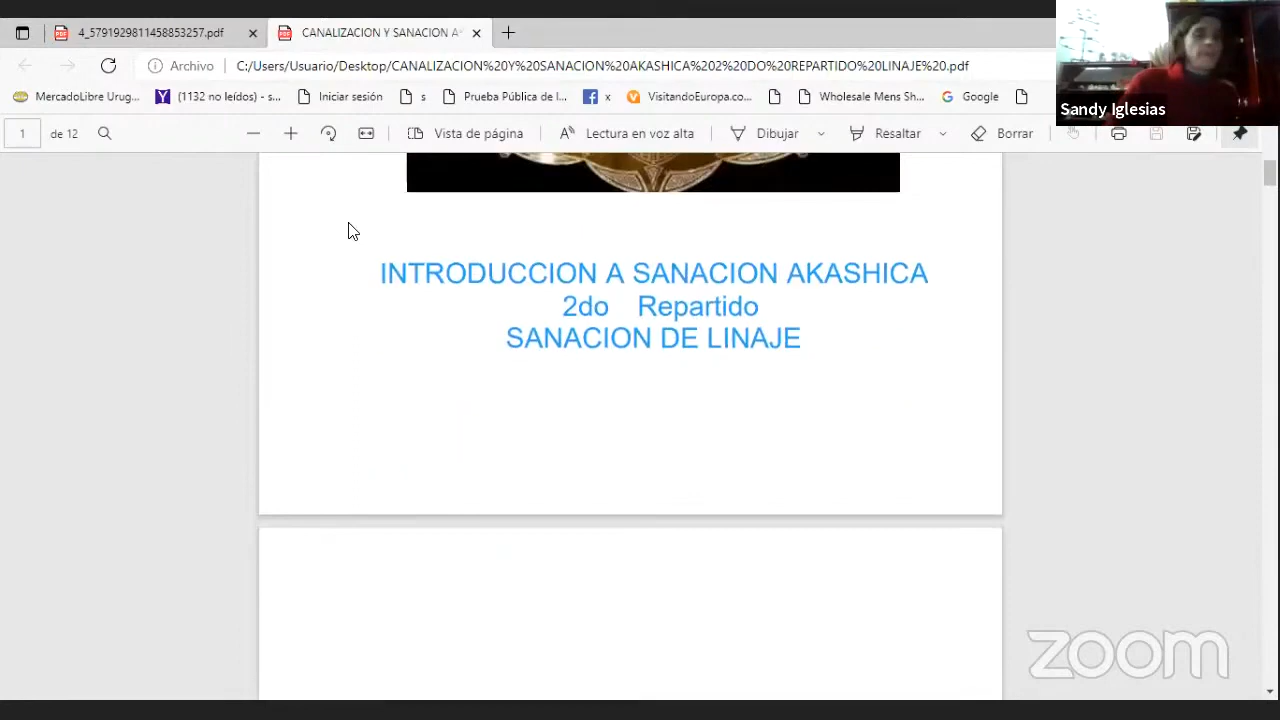 4_5791929811458853257.pdf
CANALIZACION Y SANACION A
C:/Users/Usuario/Desktop/CANALIZACION%20Y%20SANACION%20AKASHICA%202%20DO%20REPARTIDO%20LINAJE%20.pdf
Archivo
MercadoLibre Urug...
(1132 no leídos) - s...
Iniciar sesión
s
Prueba Pública de I...
x
VisitandoEuropa.co...
Wholesale Mens Sh...
Google
Sandy Iglesias
1 de 12
Vista de página
Lectura en voz alta
Dibujar
Resaltar
Borrar
INTRODUCCION A SANACION AKASHICA
2do Repartido
SANACION DE LINAJE
zoom